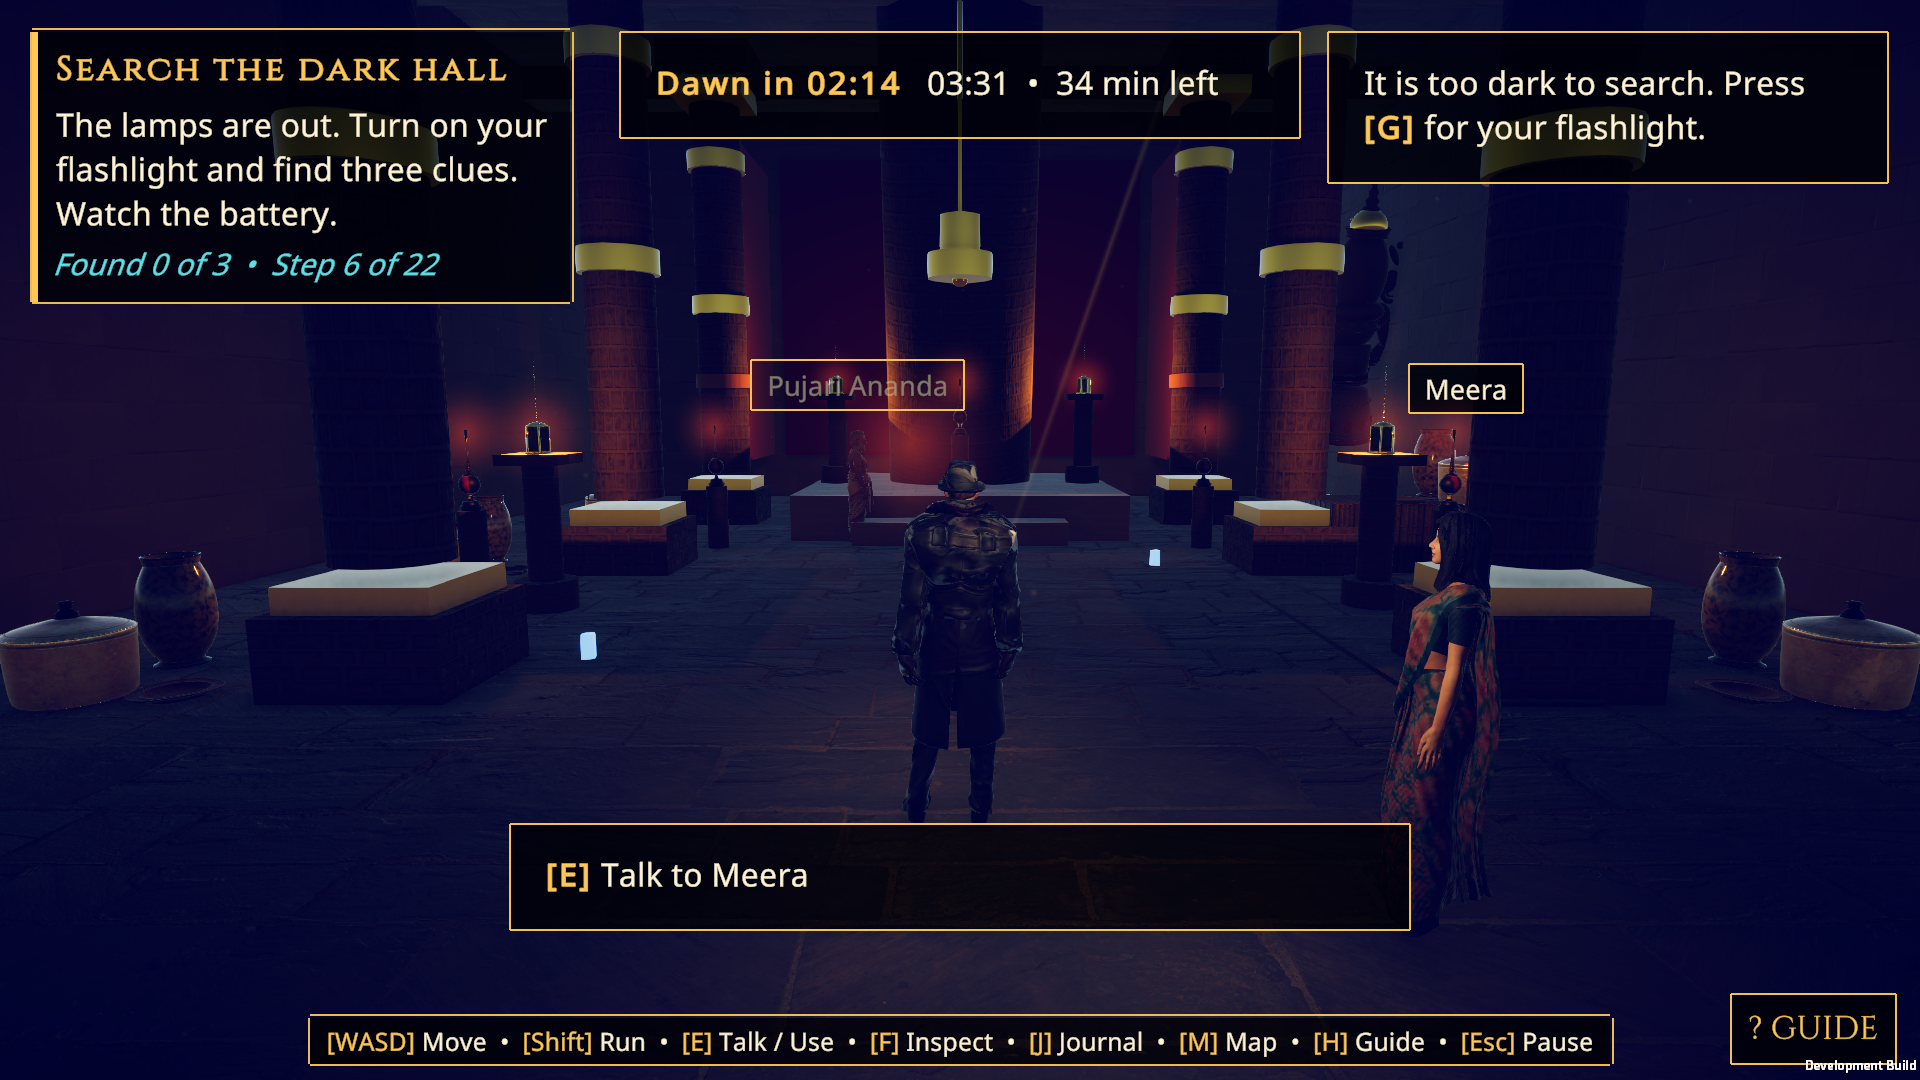 SEARCH THE DARK HALL
The lamps are out. Turn on your
flashlight and find three clues.
Watch the battery.
Found 0 of 3 • Step 6 of 22
Dawn in 02:14 03:31 • 34 min left
It is too dark to search. Press
[G] for your flashlight.
Pujari Ananda
Meera
[E] Talk to Meera
[WASD] Move • [Shift] Run • [E] Talk / Use • [F] Inspect • [J] Journal • [M] Map • [H] Guide • [Esc] Pause
? GUIDE
Development Build